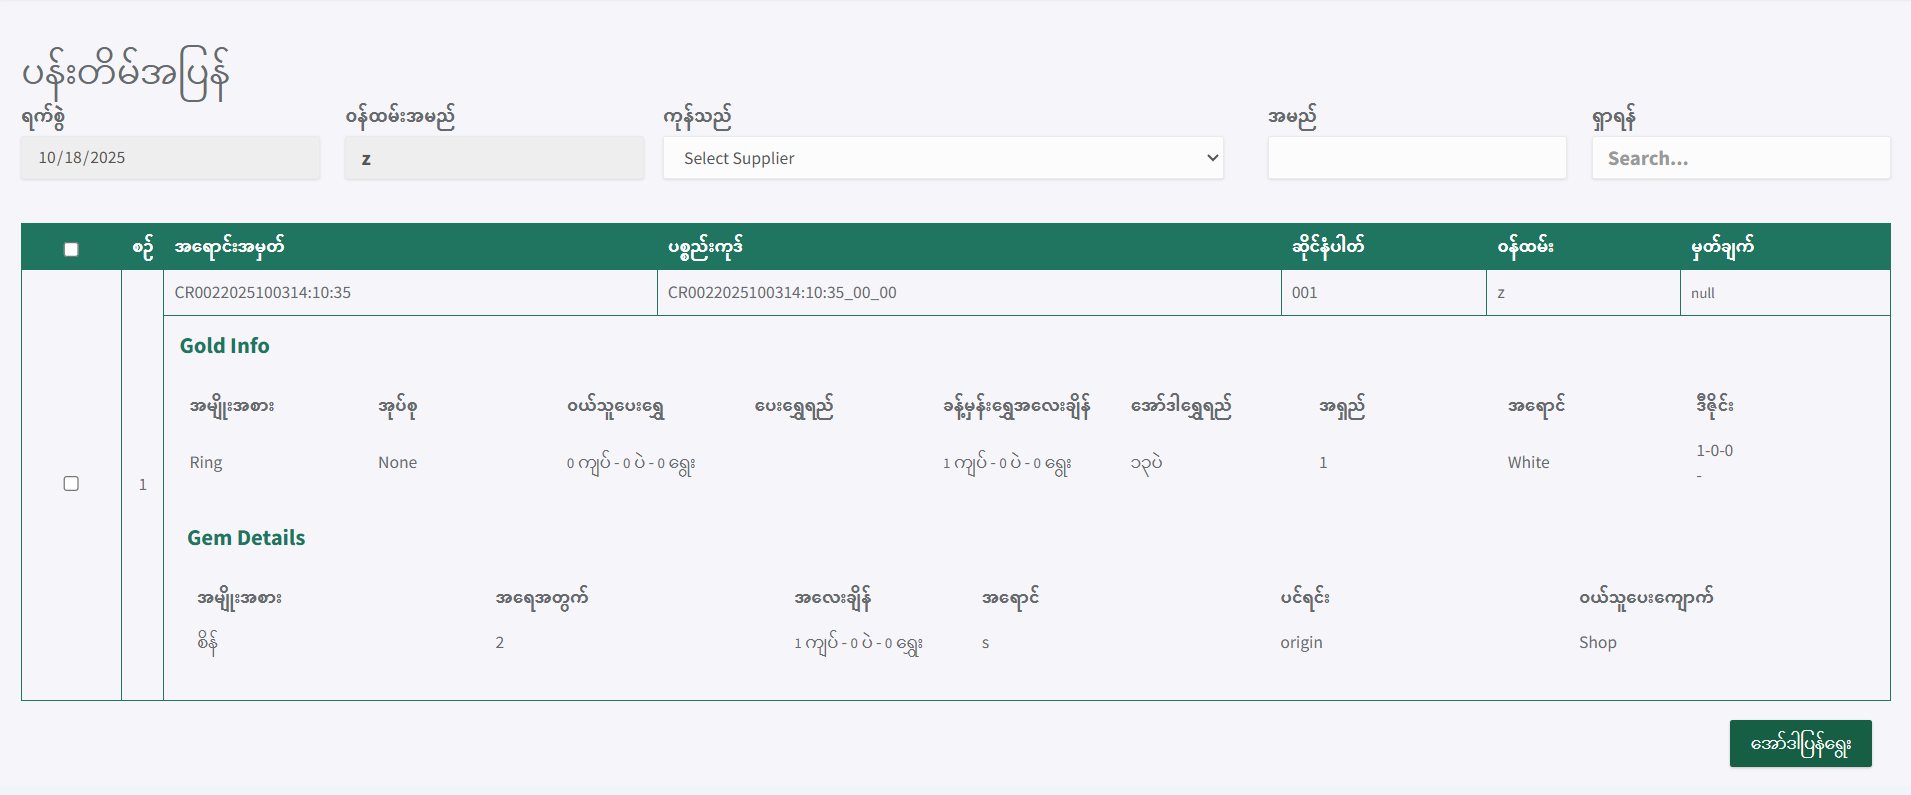 ပန်းတိမ်အပြန်
ရက်စွဲ ဝန်ထမ်းအမည် ကုန်သည် အမည် ရှာရန်
10/18/2025 z Select Supplier Search...
စဉ် အရောင်းအမှတ် ပစ္စည်းကုဒ် ဆိုင်နံပါတ် ဝန်ထမ်း မှတ်ချက်
CR0022025100314:10:35 CR0022025100314:10:35_00_00 001 z null
Gold Info
အမျိုးအစား အုပ်စု ဝယ်သူပေးရွှေ ပေးရွှေရည် ခန့်မှန်းရွှေအလေးချိန် အော်ဒါရွှေရည် အရှည် အရောင် ဒီဇိုင်း
Ring None 0 ကျပ် - 0 ပဲ - 0 ရွေး 1 ကျပ် - 0 ပဲ - 0 ရွေး ၁၃ပဲ 1 White 1-0-0
-
1
Gem Details
အမျိုးအစား အရေအတွက် အလေးချိန် အရောင် ပင်ရင်း ဝယ်သူပေးကျောက်
စိန် 2 1 ကျပ် - 0 ပဲ - 0 ရွေး s origin Shop
အော်ဒါပြန်ရွေး